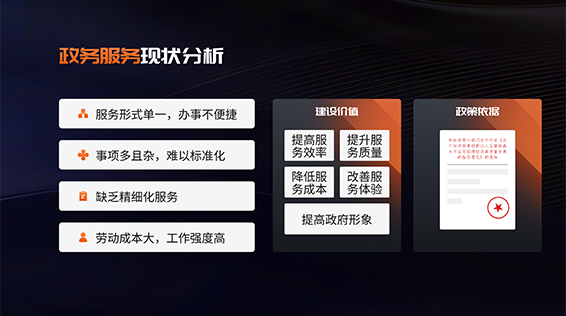 政务服务现状分析
服务形式单一，办事不便捷
事项多且杂，难以标准化
缺乏精细化服务
劳动成本大，工作强度高
建设价值
提高服
务效率
提升服
务质量
降低服
务成本
改善服
务体验
提高政府形象
政策依据